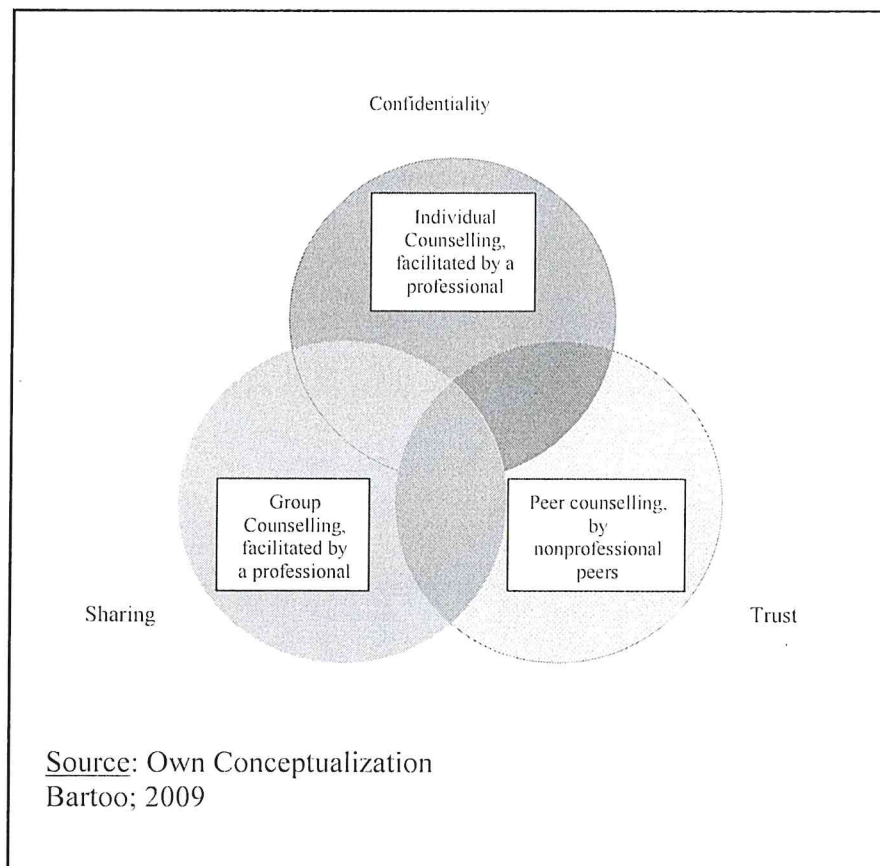 Confidentiality
Individual
Counselling,
facilitated by a
professional
Group
Counselling,
facilitated by
a professional
Peer counselling,
by
nonprofessional
peers
Sharing
Trust
Source: Own Conceptualization
Bartoo; 2009